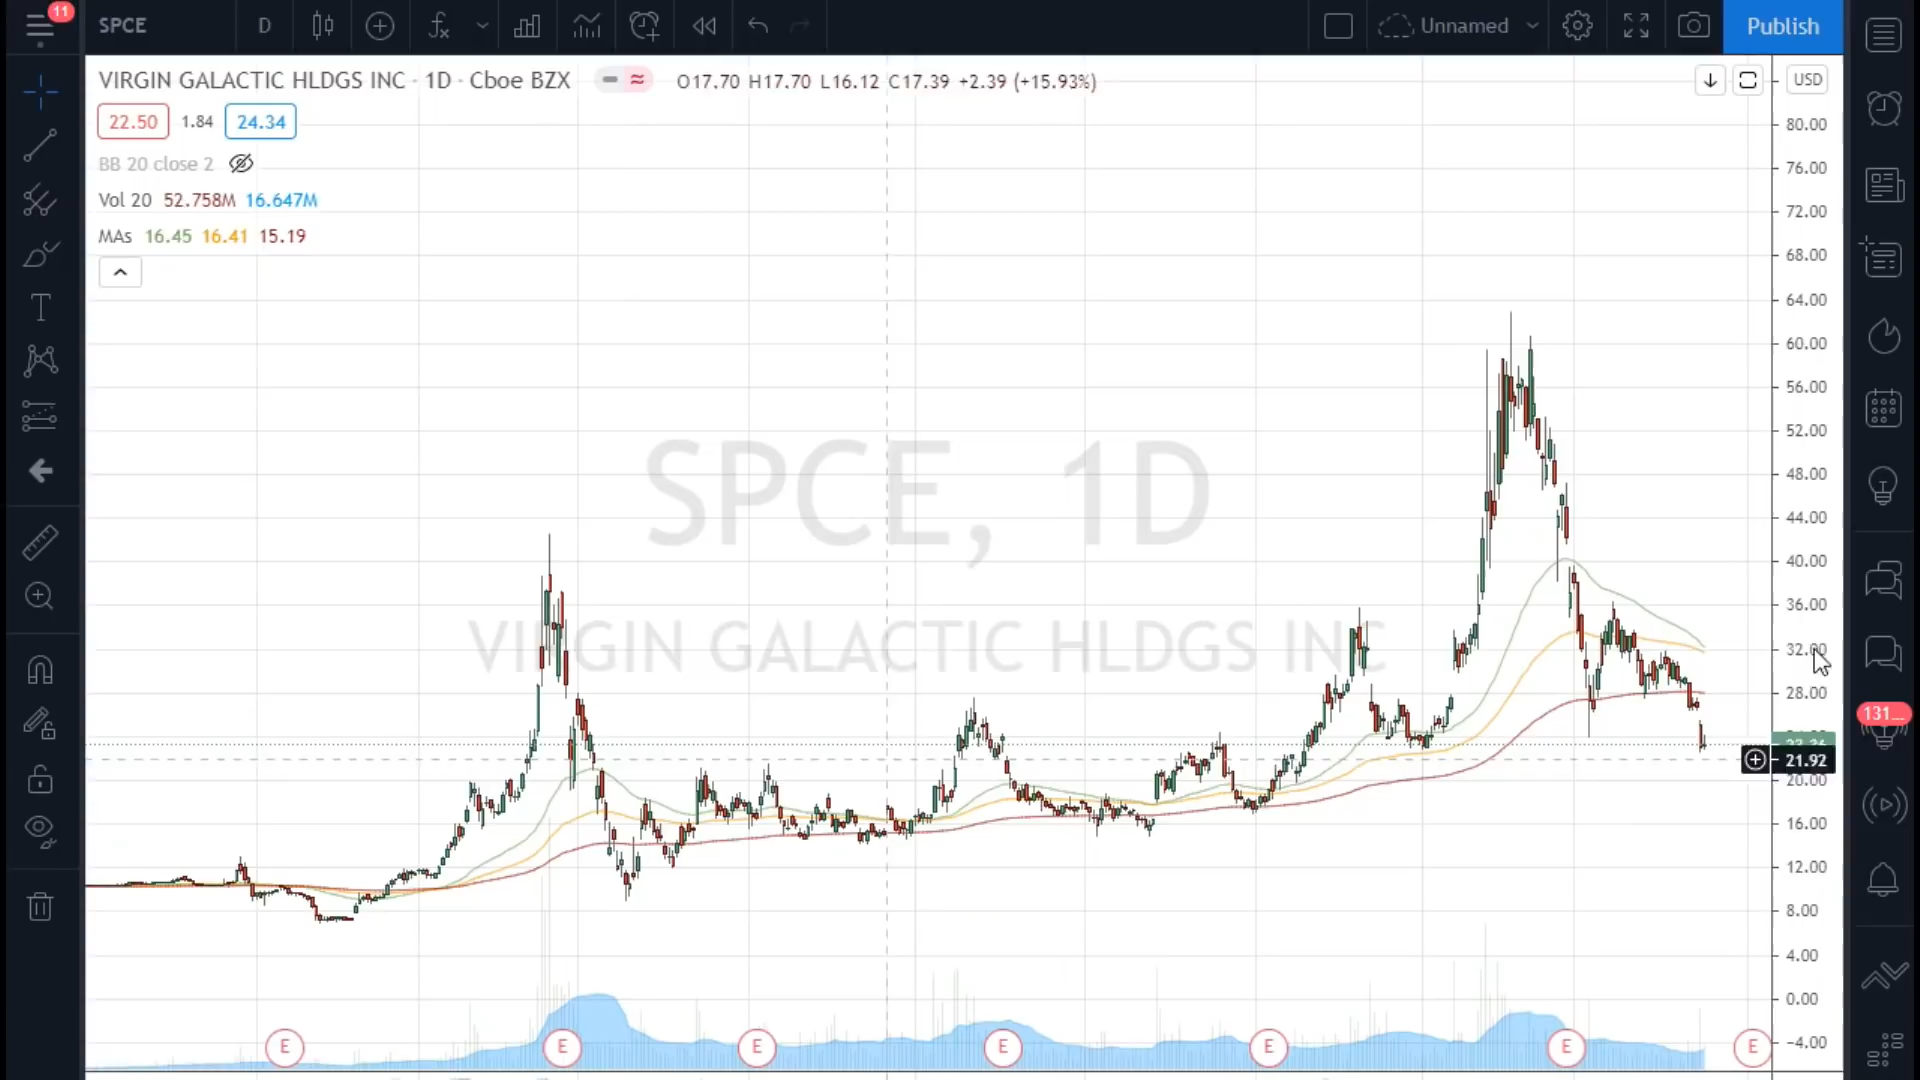 11
SPCE
D
Unnamed
Publish
VIRGIN GALACTIC HLDGS INC · 1D · Cboe BZX
O17.70 H17.70 L16.12 C17.39 +2.39 (+15.93%)
USD
22.50 1.84 24.34
BB 20 close 2
Vol 20 52.758M 16.647M
MAs 16.45 16.41 15.19
80.00
76.00
72.00
68.00
64.00
60.00
56.00
52.00
48.00
44.00
40.00
36.00
32.00
28.00
21.92
20.00
16.00
12.00
8.00
4.00
0.00
−4.00
SPCE, 1D
VIRGIN GALACTIC HLDGS INC
131...
E E E E E E E